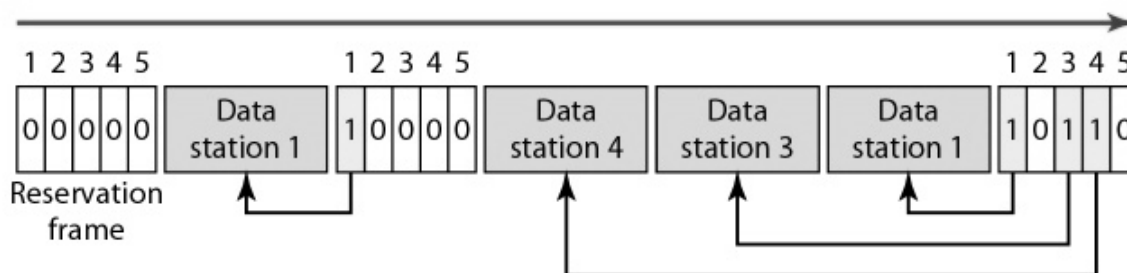 1 2 3 4 5 1 2 3 4 5 1 2 3 4 5
0 0 0 0 0 Data station 1 1 0 0 0 0 Data station 4 Data station 3 Data station 1 1 0 1 1 0
Reservation
frame